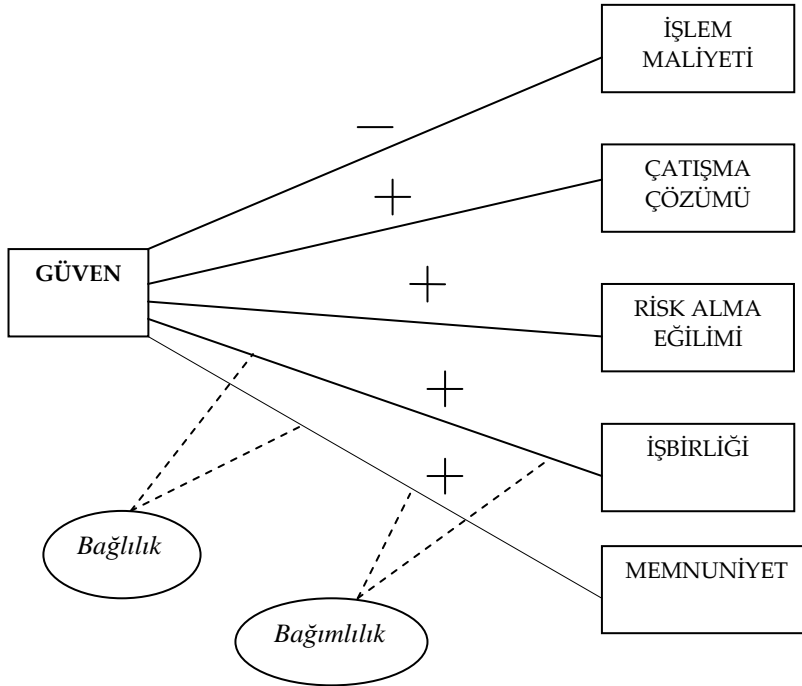 İŞLEM
MALİYETİ
ÇATIŞMA
ÇÖZÜMÜ
GÜVEN
RİSK ALMA
EĞİLİMİ
İŞBİRLİĞİ
Bağlılık
MEMNUNİYET
Bağımlılık